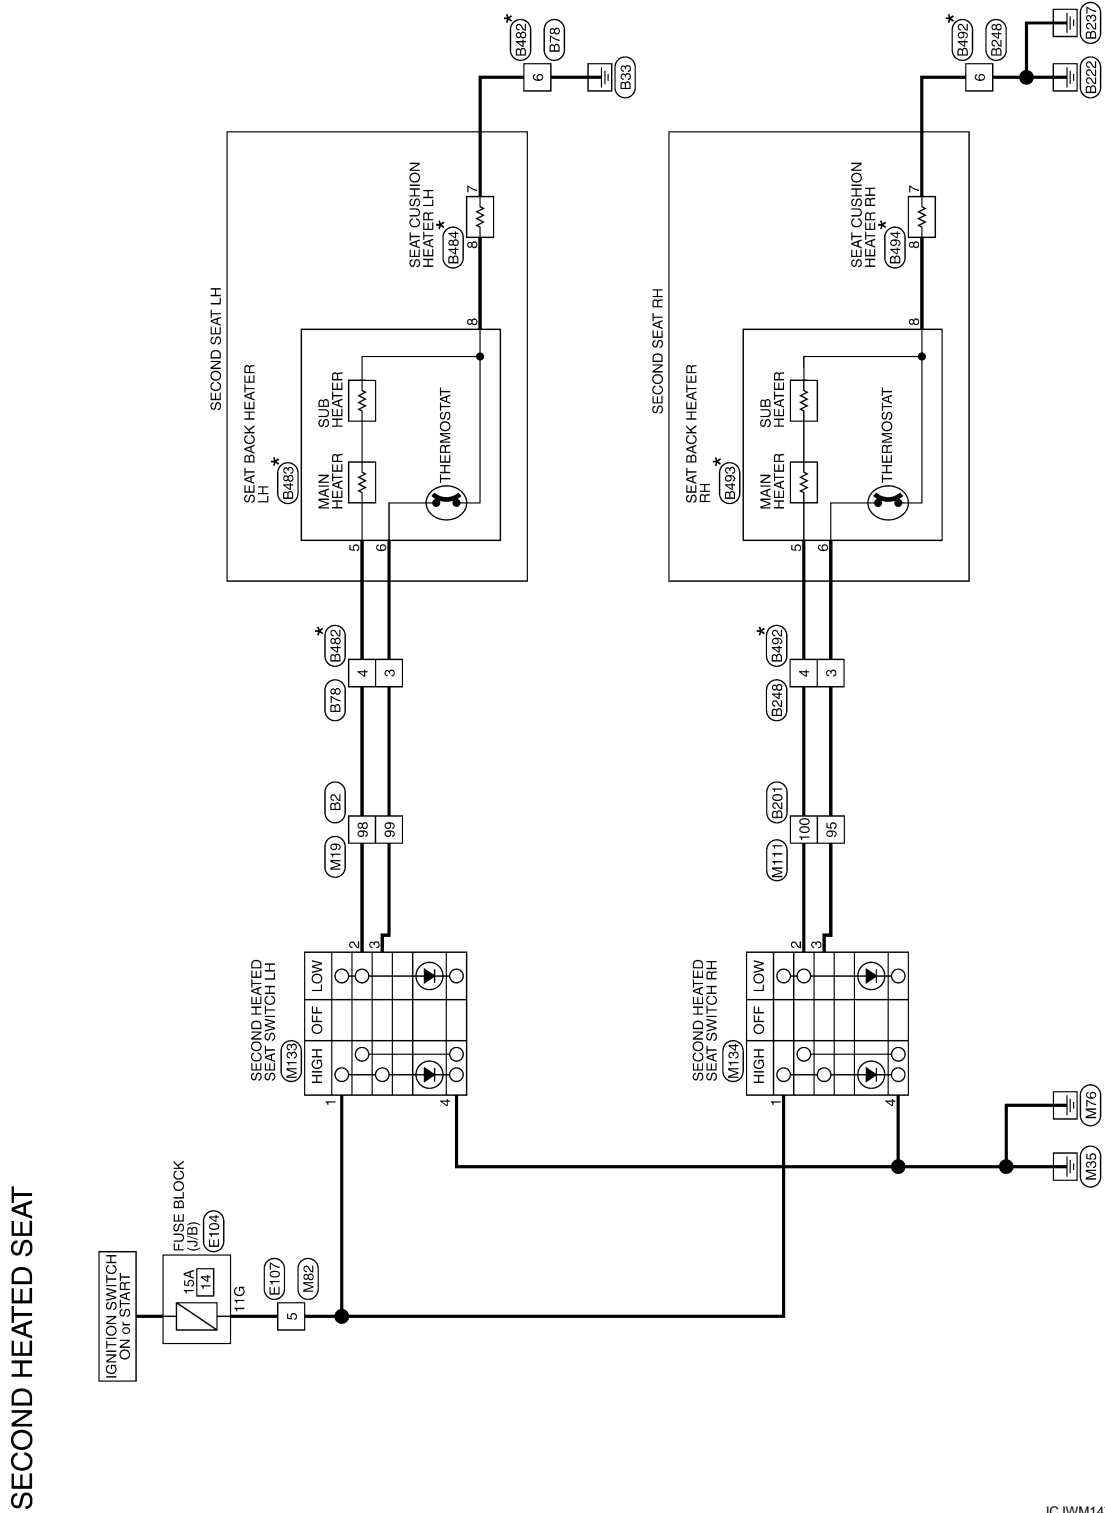 SECOND HEATED SEAT
IGNITION SWITCH
ON or START
FUSE BLOCK
(J/B)
E104
15A
14
11G
5
E107
M82
SECOND HEATED
SEAT SWITCH LH
M133
HIGH
OFF
LOW
1
4
2
3
M19
B2
98
99
B78
B482
*
4
3
SECOND SEAT LH
SEAT BACK HEATER
LH
B483
*
5
6
MAIN
HEATER
SUB
HEATER
THERMOSTAT
8
SEAT CUSHION
HEATER LH
B484
*
8
7
B482
*
B78
6
B33
SECOND HEATED
SEAT SWITCH RH
M134
HIGH
OFF
LOW
1
4
2
3
M111
B201
100
95
B248
B492
*
4
3
SECOND SEAT RH
SEAT BACK HEATER
RH
B493
*
5
6
MAIN
HEATER
SUB
HEATER
THERMOSTAT
8
SEAT CUSHION
HEATER RH
B494
*
8
7
B492
*
B248
6
B237
B222
M76
M35